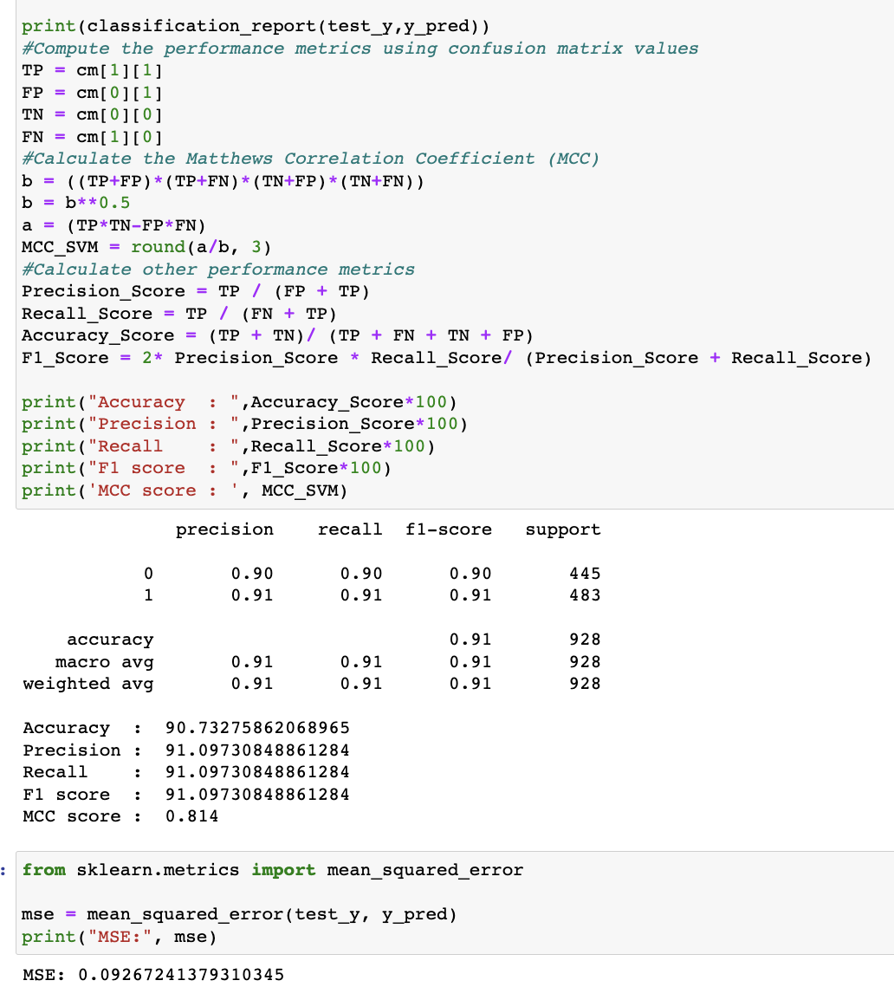 print(classification_report(test_y,y_pred))
#Compute the performance metrics using confusion matrix values
TP = cm[1][1]
FP = cm[0][1]
TN = cm[0][0]
FN = cm[1][0]
#Calculate the Matthews Correlation Coefficient (MCC)
b = ((TP+FP)*(TP+FN)*(TN+FP)*(TN+FN))
b = b**0.5
a = (TP*TN-FP*FN)
MCC_SVM = round(a/b, 3)
#Calculate other performance metrics
Precision_Score = TP / (FP + TP)
Recall_Score = TP / (FN + TP)
Accuracy_Score = (TP + TN)/ (TP + FN + TN + FP)
F1_Score = 2* Precision_Score * Recall_Score/ (Precision_Score + Recall_Score)

print("Accuracy  : ",Accuracy_Score*100)
print("Precision : ",Precision_Score*100)
print("Recall    : ",Recall_Score*100)
print("F1 score  : ",F1_Score*100)
print('MCC score : ', MCC_SVM)
              precision    recall  f1-score   support

           0       0.90      0.90      0.90       445
           1       0.91      0.91      0.91       483

    accuracy                           0.91       928
   macro avg       0.91      0.91      0.91       928
weighted avg       0.91      0.91      0.91       928

Accuracy  :  90.73275862068965
Precision :  91.09730848861284
Recall    :  91.09730848861284
F1 score  :  91.09730848861284
MCC score :  0.814

: from sklearn.metrics import mean_squared_error

mse = mean_squared_error(test_y, y_pred)
print("MSE:", mse)
MSE: 0.09267241379310345